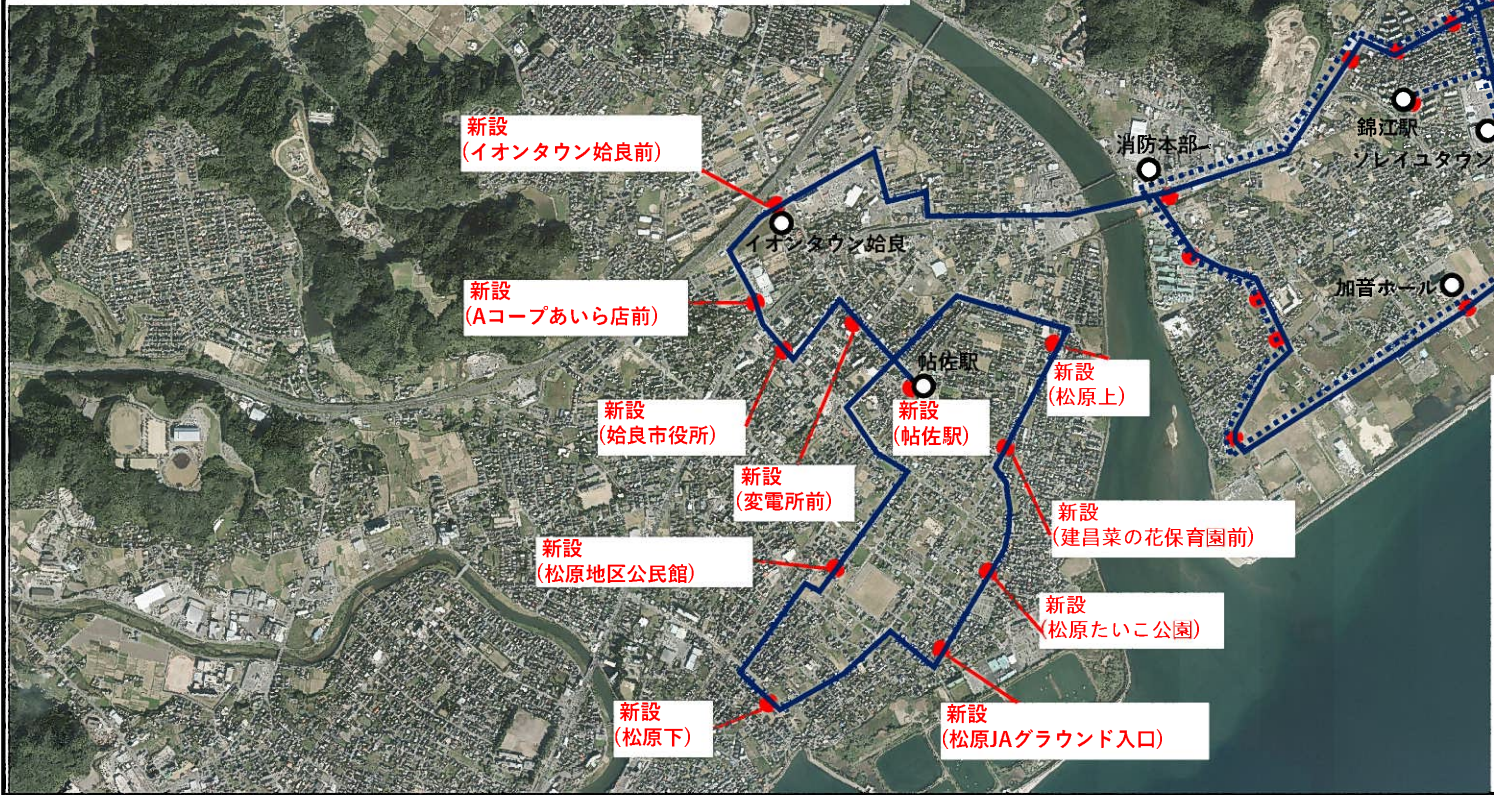 新設
(イオンタウン姶良前)
消防本部
錦江駅
ソレイユタウン
イオンタウン姶良
新設
(Aコープあいら店前)
加音ホール
帖佐駅
新設
(松原上)
新設
(姶良市役所)
新設
(帖佐駅)
新設
(変電所前)
新設
(建昌菜の花保育園前)
新設
(松原地区公民館)
新設
(松原たいこ公園)
新設
(松原下)
新設
(松原JAグラウンド入口)